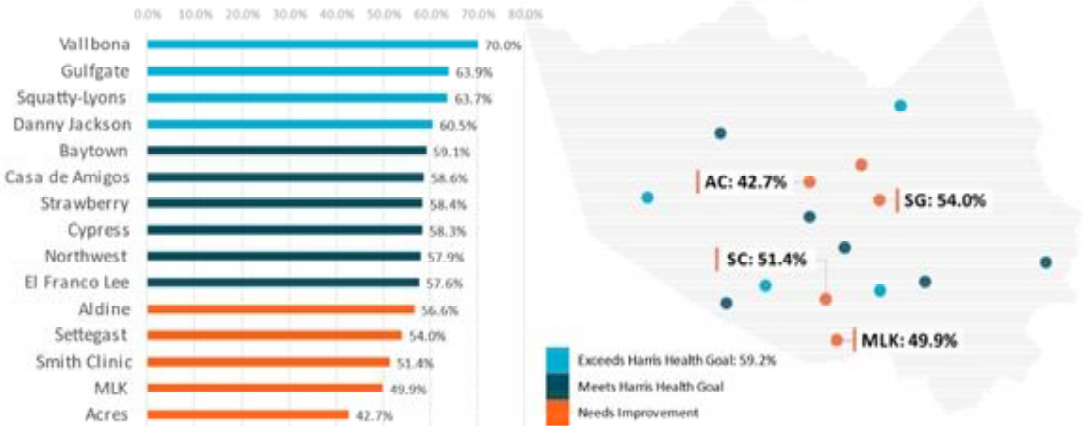 0.0% 10.0% 20.0% 30.0% 40.0% 50.0% 60.0% 70.0% 80.0%
Vallbona 70.0%
Gulfgate 63.9%
Squatty-Lyons 63.7%
Danny Jackson 60.5%
Baytown 59.1%
Casa de Amigos 58.6%
Strawberry 58.4%
Cypress 58.3%
Northwest 57.9%
El Franco Lee 57.6%
Aldine 56.6%
Settegast 54.0%
Smith Clinic 51.4%
MLK 49.9%
Acres 42.7%
AC: 42.7%
SG: 54.0%
SC: 51.4%
MLK: 49.9%
Exceeds Harris Health Goal: 59.2%
Meets Harris Health Goal
Needs Improvement